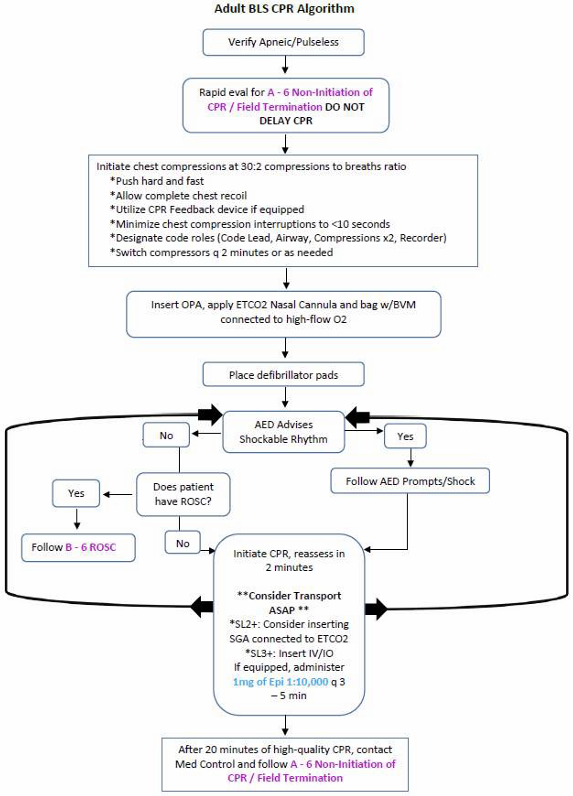 Adult BLS CPR Algorithm
Verify Apneic/Pulseless
Rapid eval for A - 6 Non-Initiation of
CPR / Field Termination DO NOT
DELAY CPR
Initiate chest compressions at 30:2 compressions to breaths ratio
*Push hard and fast
*Allow complete chest recoil
*Utilize CPR Feedback device if equipped
*Minimize chest compression interruptions to <10 seconds
*Designate code roles (Code Lead, Airway, Compressions x2, Recorder)
*Switch compressors q 2 minutes or as needed
Insert OPA, apply ETCO2 Nasal Cannula and bag w/BVM
connected to high-flow O2
Place defibrillator pads
AED Advises
Shockable Rhythm
No
Yes
Does patient
have ROSC?
Yes
Follow AED Prompts/Shock
Follow B - 6 ROSC
No
Initiate CPR, reassess in
2 minutes
**Consider Transport
ASAP **
*SL2+: Consider inserting
SGA connected to ETCO2
*SL3+: Insert IV/IO
If equipped, administer
1mg of Epi 1:10,000 q 3
– 5 min
After 20 minutes of high-quality CPR, contact
Med Control and follow A - 6 Non-Initiation of
CPR / Field Termination